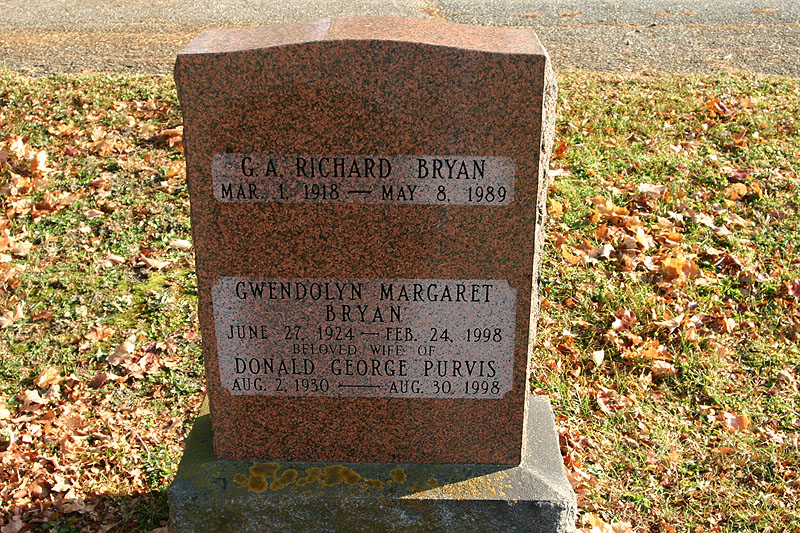 G.A. RICHARD BRYAN
MAR. 1, 1918 — MAY 8, 1989
GWENDOLYN MARGARET
BRYAN
JUNE 27, 1924 — FEB. 24, 1998
BELOVED WIFE OF
DONALD GEORGE PURVIS
AUG. 2, 1930 — AUG. 30, 1998